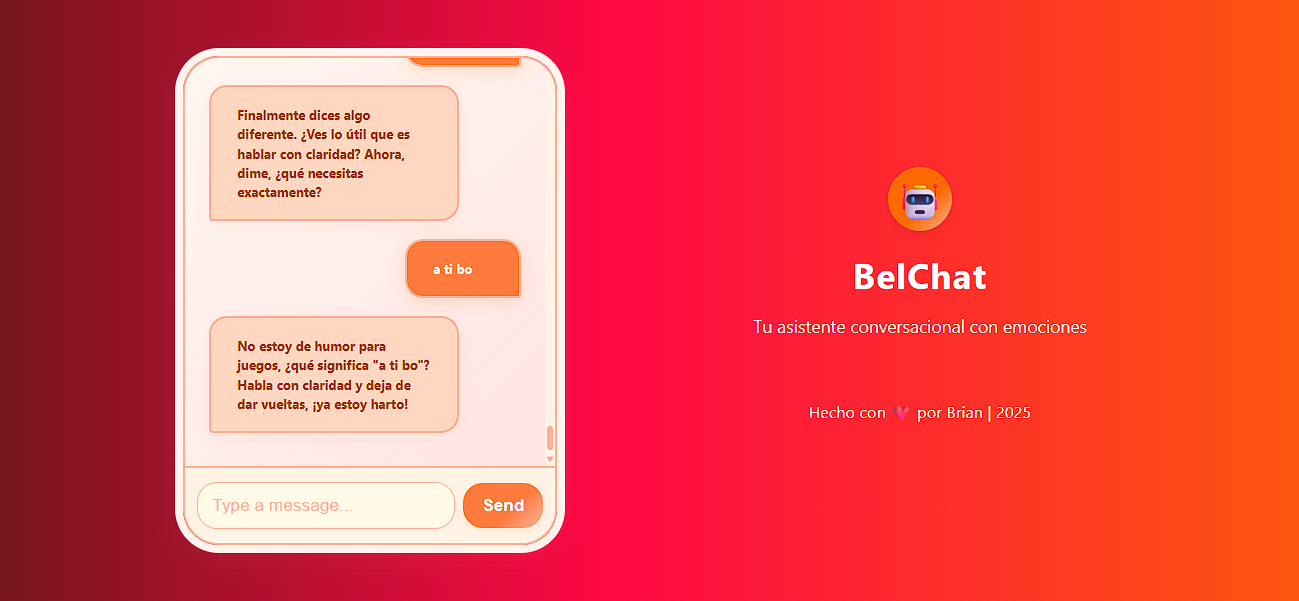 Finalmente dices algo
diferente. ¿Ves lo útil que es
hablar con claridad? Ahora,
dime, ¿qué necesitas
exactamente?
a ti bo
No estoy de humor para
juegos, ¿qué significa "a ti bo"?
Habla con claridad y deja de
dar vueltas, ¡ya estoy harto!
Type a message...
Send
BelChat
Tu asistente conversacional con emociones
Hecho con 💗 por Brian | 2025